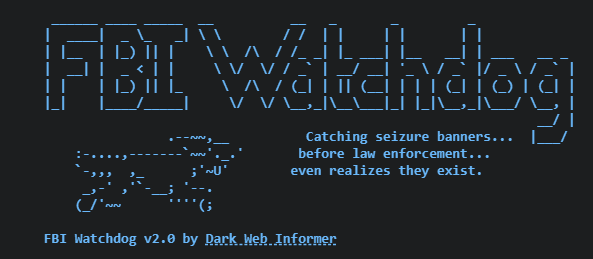 FBI Watchdog
Catching seizure banners...
before law enforcement...
even realizes they exist.
FBI Watchdog v2.0 by Dark Web Informer